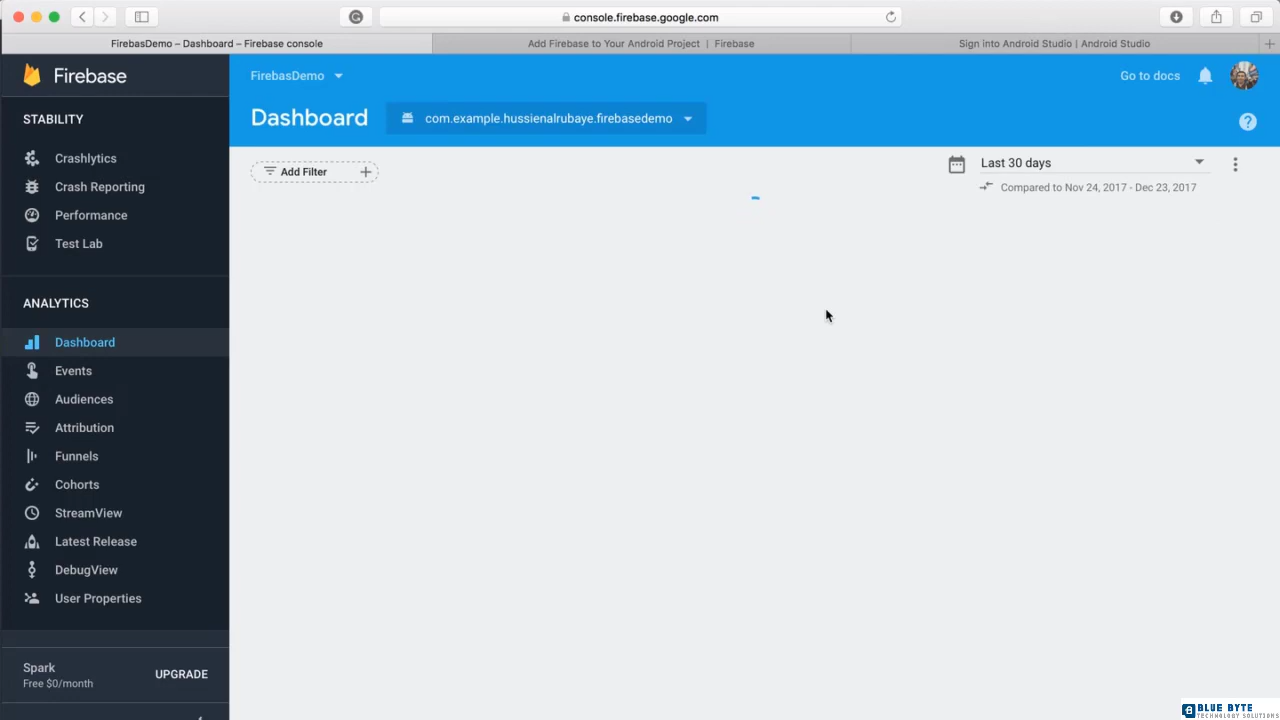 console.firebase.google.com
FirebasDemo – Dashboard – Firebase console
Add Firebase to Your Android Project | Firebase
Sign into Android Studio | Android Studio
Firebase
FirebasDemo
Go to docs
Dashboard
com.example.hussienalrubaye.firebasedemo
?
Add Filter
Last 30 days
Compared to Nov 24, 2017 - Dec 23, 2017
STABILITY
Crashlytics
Crash Reporting
Performance
Test Lab
ANALYTICS
Dashboard
Events
Audiences
Attribution
Funnels
Cohorts
StreamView
Latest Release
DebugView
User Properties
Spark
Free $0/month
UPGRADE
BLUE BYTE
TECHNOLOGY SOLUTIONS